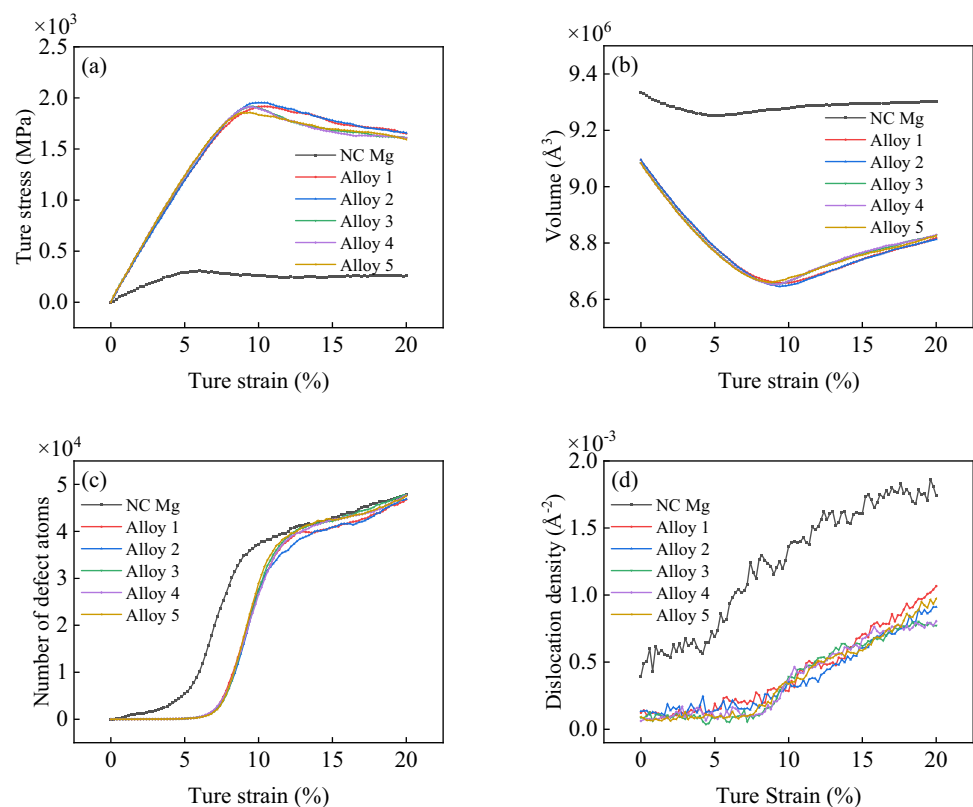 ×10³
(a)
2.5
2.0
1.5
1.0
0.5
0.0
Ture stress (MPa)
NC Mg
Alloy 1
Alloy 2
Alloy 3
Alloy 4
Alloy 5
0 5 10 15 20
Ture strain (%)
×10⁶
(b)
9.4
9.2
9.0
8.8
8.6
Volume (Å³)
NC Mg
Alloy 1
Alloy 2
Alloy 3
Alloy 4
Alloy 5
0 5 10 15 20
Ture strain (%)
×10⁴
(c)
5
4
3
2
1
0
Number of defect atoms
NC Mg
Alloy 1
Alloy 2
Alloy 3
Alloy 4
Alloy 5
0 5 10 15 20
Ture strain (%)
×10⁻³
(d)
2.0
1.5
1.0
0.5
0.0
Dislocation density (Å⁻²)
NC Mg
Alloy 1
Alloy 2
Alloy 3
Alloy 4
Alloy 5
0 5 10 15 20
Ture Strain (%)